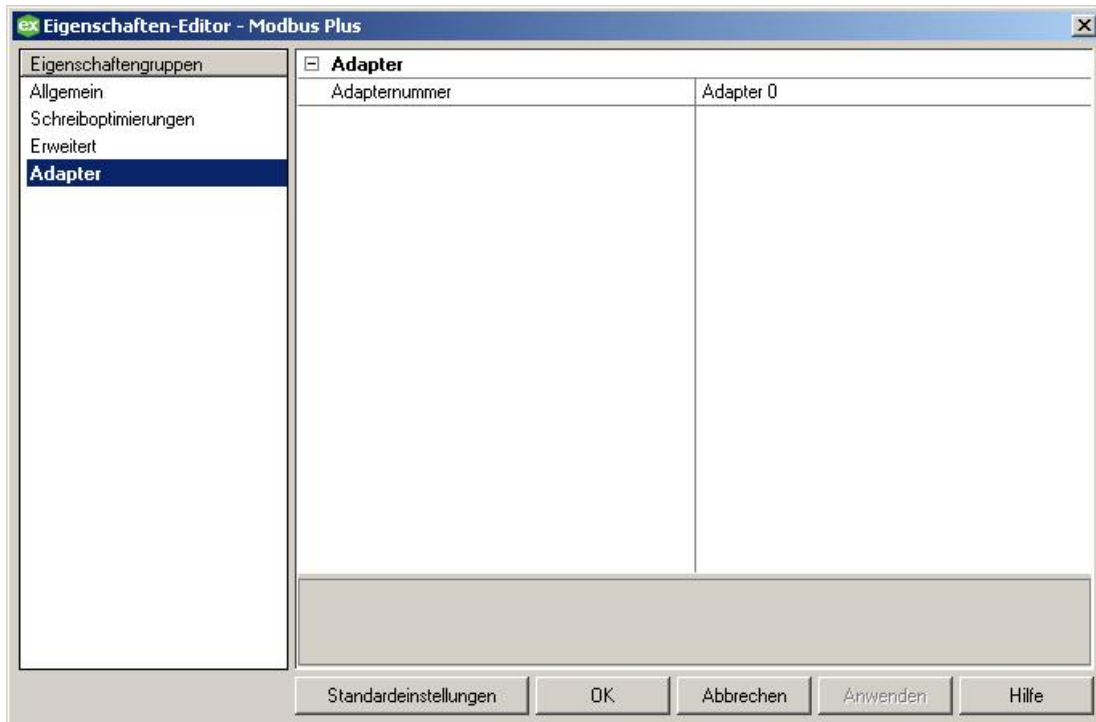 ex Eigenschaften-Editor - Modbus Plus
Eigenschaftengruppen
Allgemein
Schreiboptimierungen
Erweitert
Adapter
Adapter
Adapternummer Adapter 0
Standardeinstellungen OK Abbrechen Anwenden Hilfe